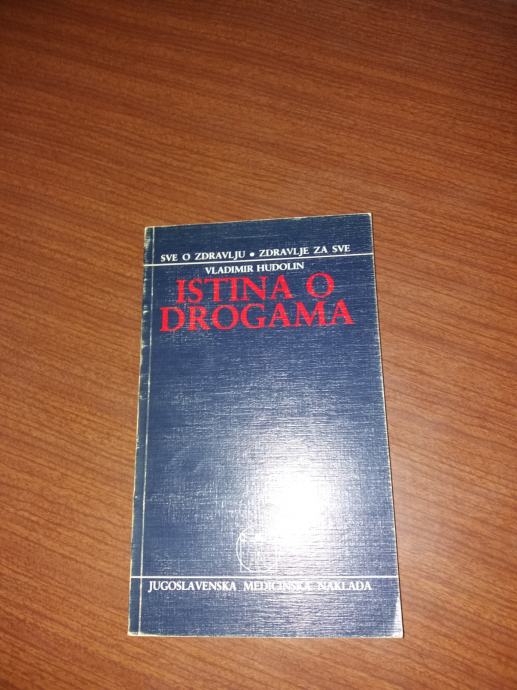 SVE O ZDRAVLJU • ZDRAVLJE ZA SVE
VLADIMIR HUDOLIN
ISTINA O
DROGAMA
JUGOSLAVENSKA MEDICINSKA NAKLADA